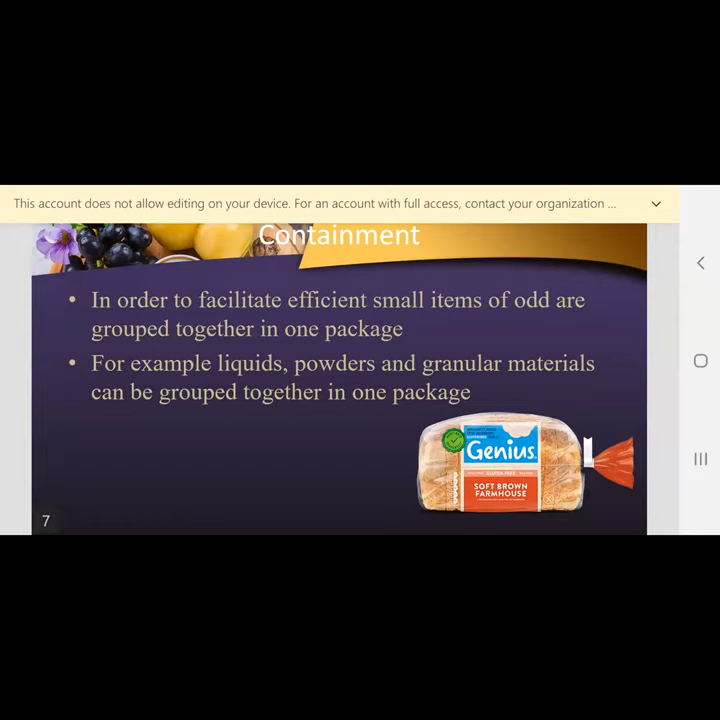 This account does not allow editing on your device. For an account with full access, contact your organization ...
Containment
• In order to facilitate efficient small items of odd are
grouped together in one package
• For example liquids, powders and granular materials
can be grouped together in one package
Genius.
GLUTEN FREE
SOFT BROWN
FARMHOUSE
7